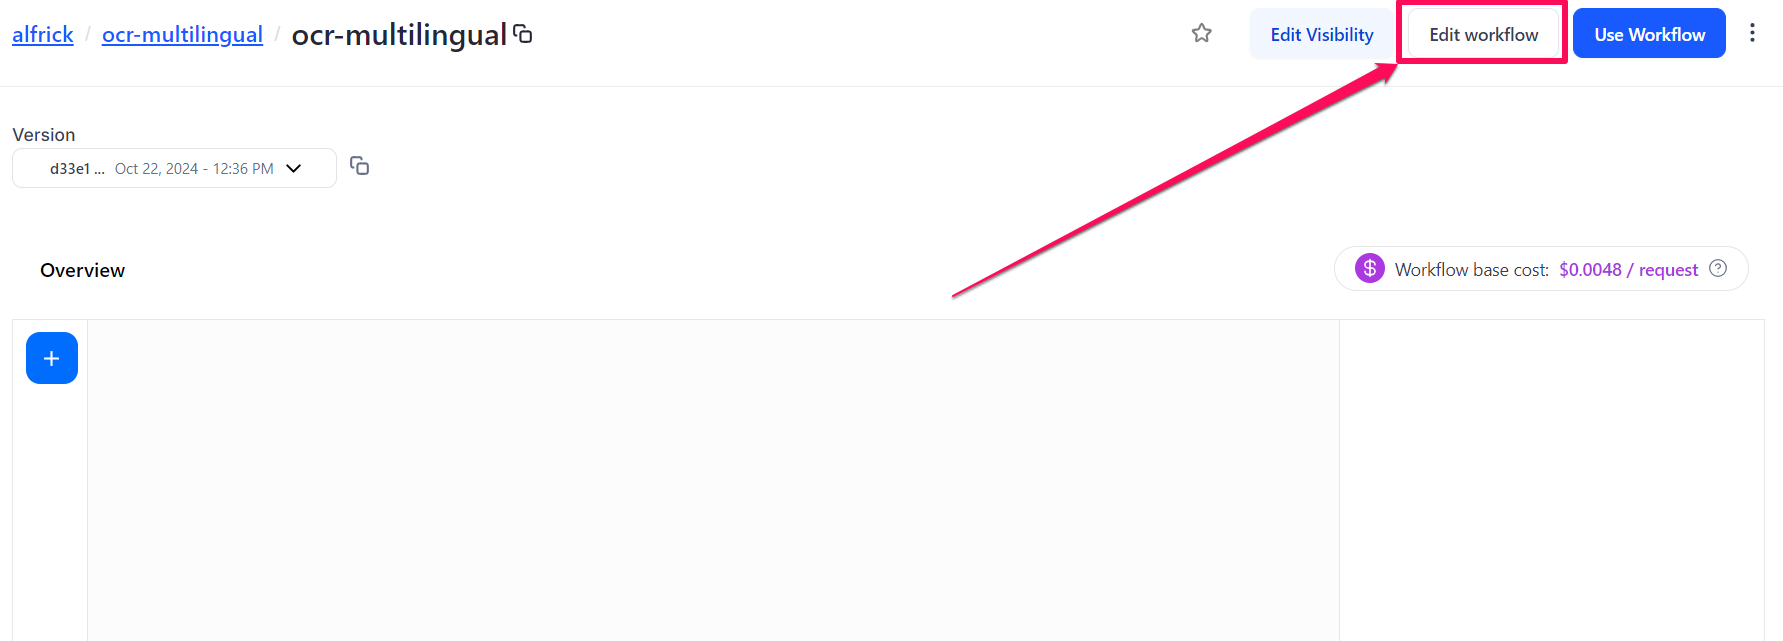 alfrick / ocr-multilingual / ocr-multilingual
Edit Visibility
Edit workflow
Use Workflow
Version
d33e1 ... Oct 22, 2024 - 12:36 PM
Overview
$ Workflow base cost: $0.0048 / request ?
+